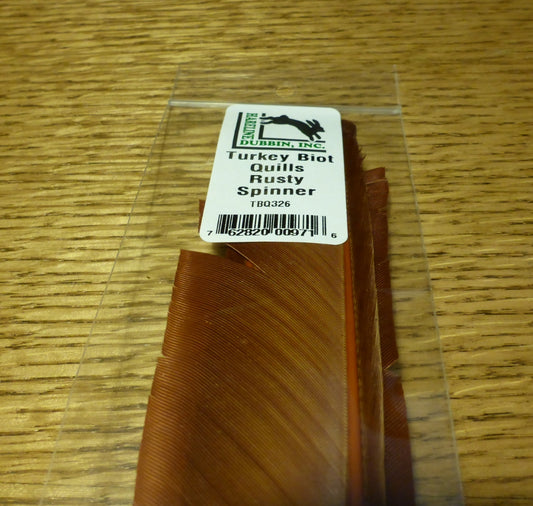 HARELINE
DUBBIN, INC.
Turkey Biot
Quills
Rusty
Spinner
TBQ326
7 62820 00971 6